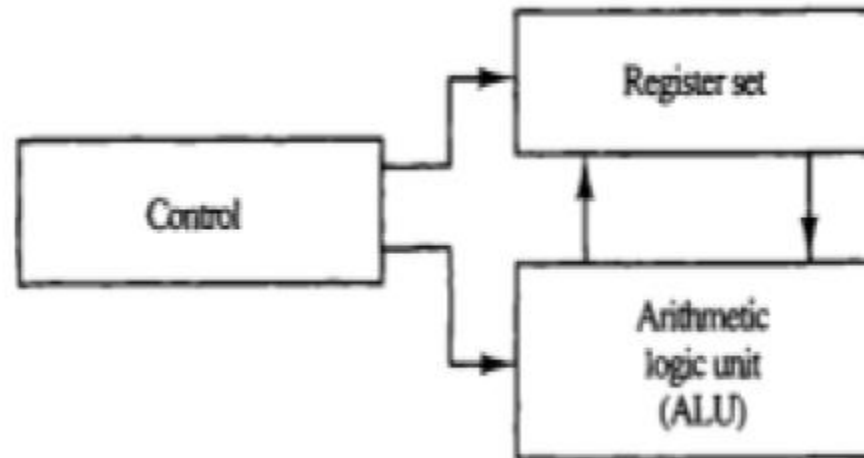 Register set
Control
Arithmetic
logic unit
(ALU)